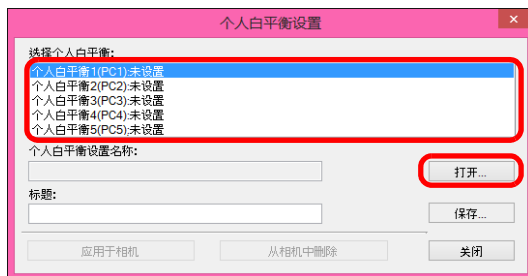 个人白平衡设置
选择个人白平衡:
个人白平衡1(PC1):未设置
个人白平衡2(PC2):未设置
个人白平衡3(PC3):未设置
个人白平衡4(PC4):未设置
个人白平衡5(PC5):未设置
个人白平衡设置名称:
打开...
标题:
保存...
应用于相机 从相机中删除 关闭